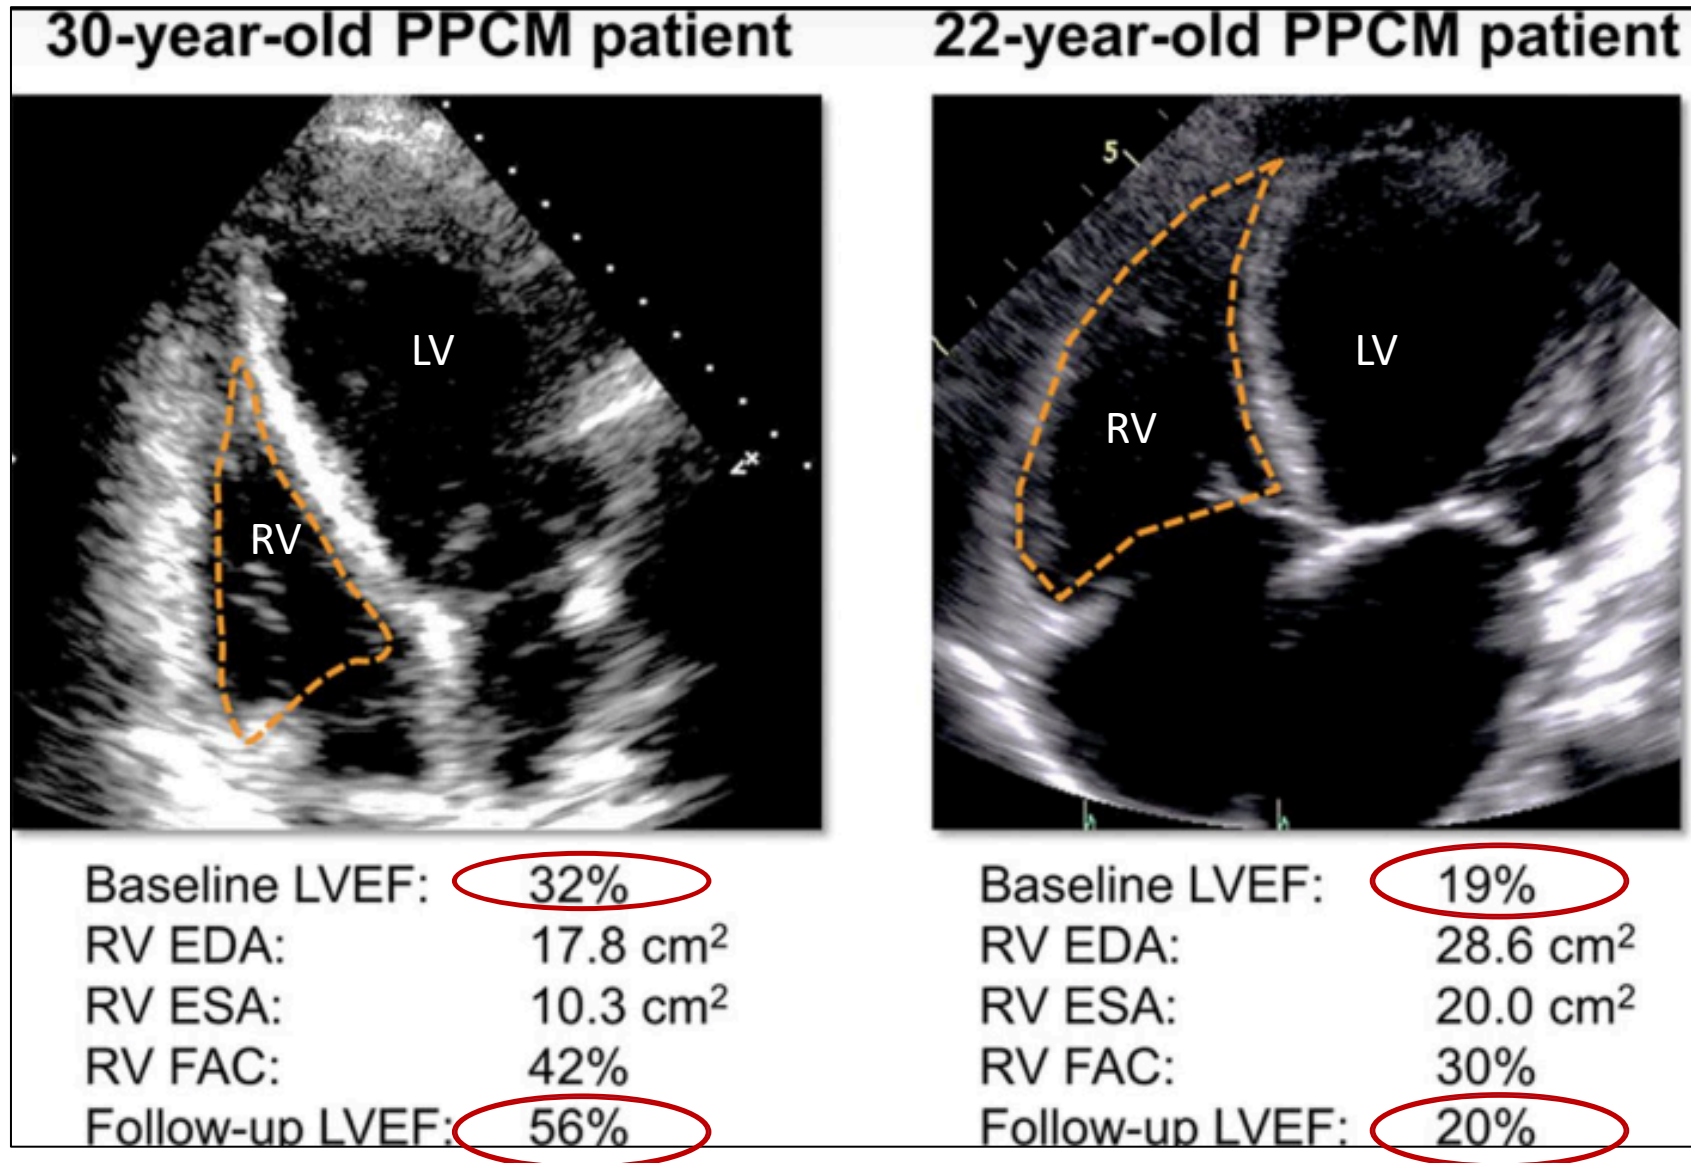 30-year-old PPCM patient
LV
RV
Baseline LVEF: 32%
RV EDA: 17.8 cm²
RV ESA: 10.3 cm²
RV FAC: 42%
Follow-up LVEF: 56%
22-year-old PPCM patient
5
LV
RV
Baseline LVEF: 19%
RV EDA: 28.6 cm²
RV ESA: 20.0 cm²
RV FAC: 30%
Follow-up LVEF: 20%